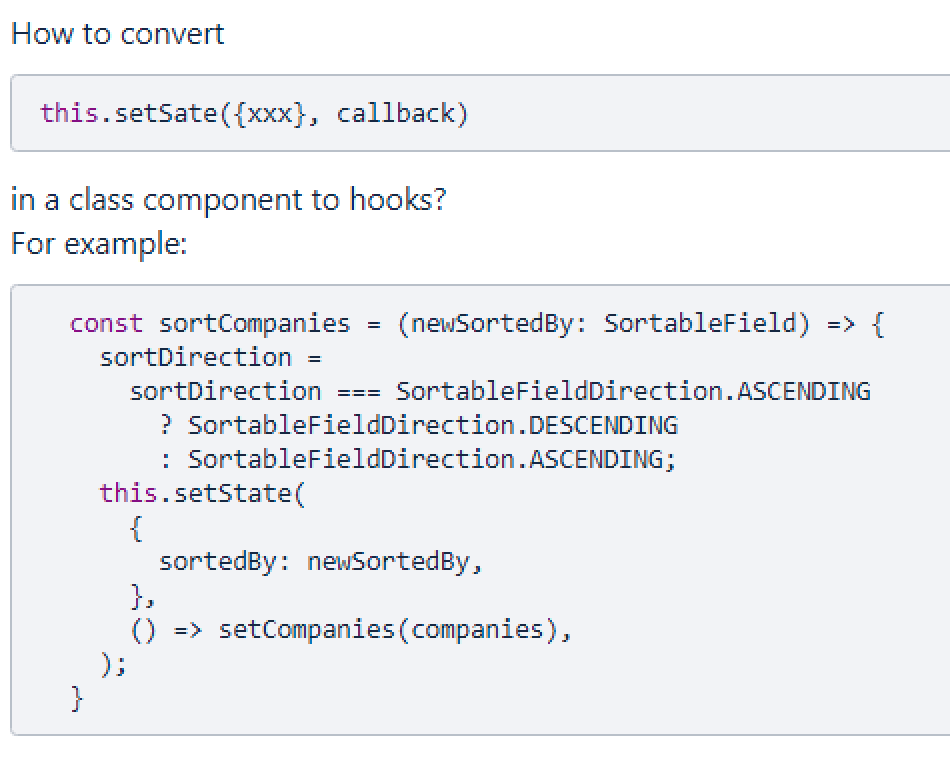 How to convert
this.setSate({xxx}, callback)
in a class component to hooks?
For example:
const sortCompanies = (newSortedBy: SortableField) => {
sortDirection =
sortDirection === SortableFieldDirection.ASCENDING
? SortableFieldDirection.DESCENDING
: SortableFieldDirection.ASCENDING;
this.setState(
{
sortedBy: newSortedBy,
},
() => setCompanies(companies),
);
}